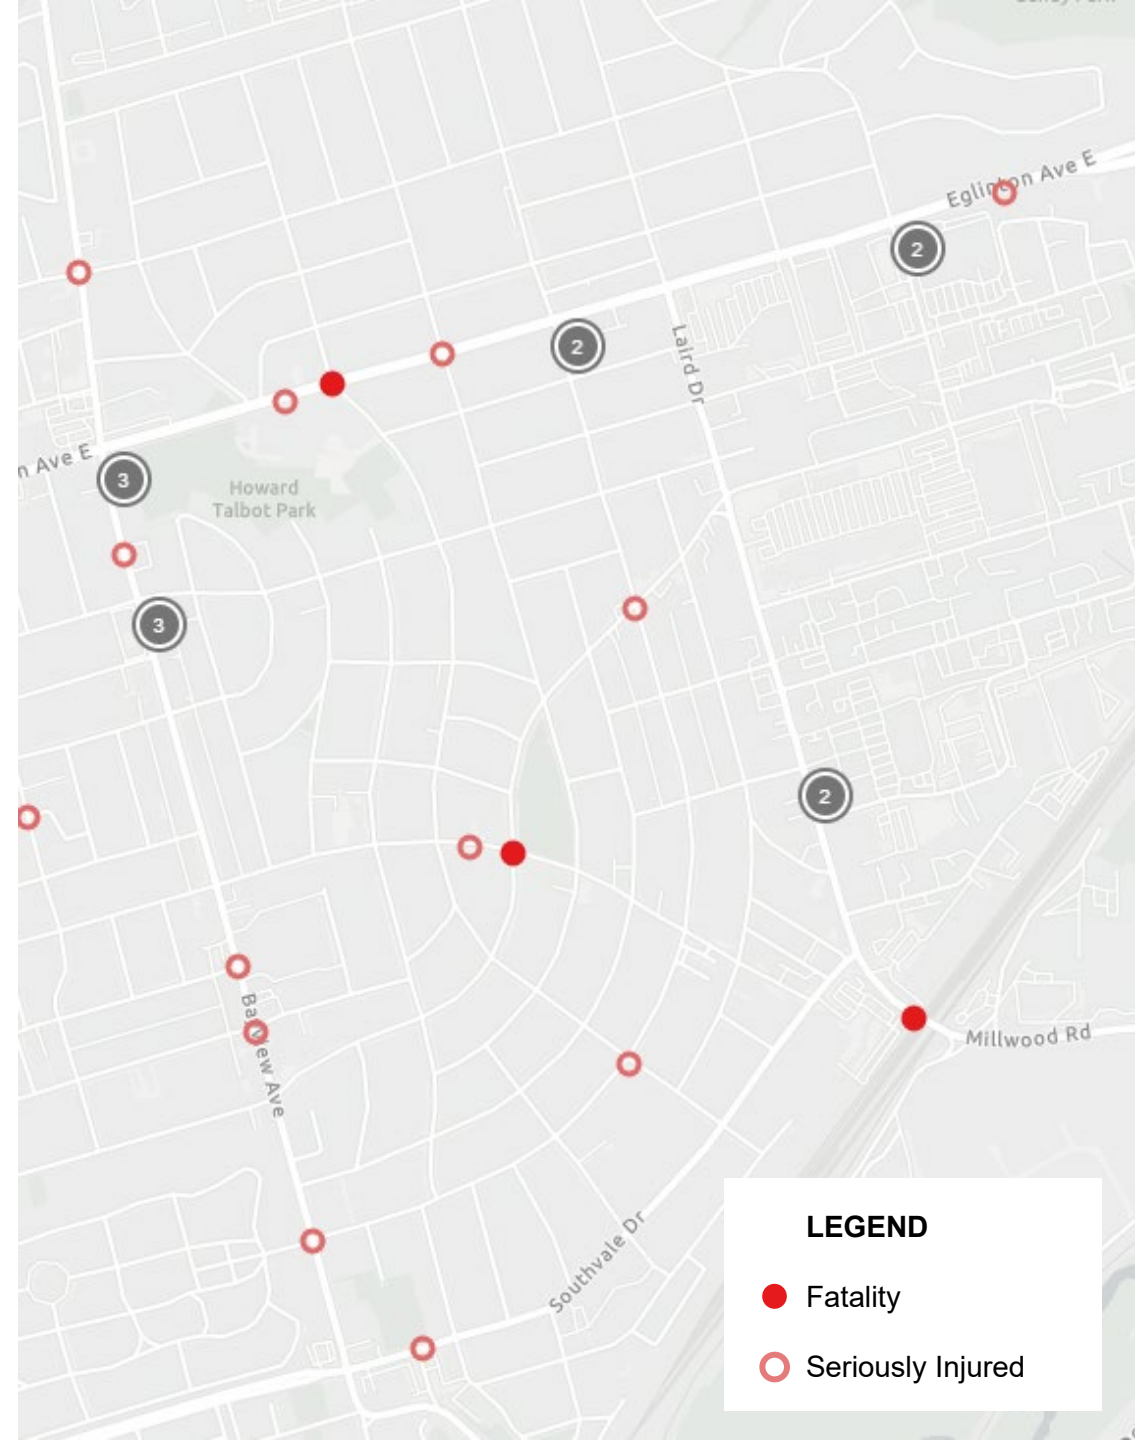 Eglinton Ave E
2
2
Laird Dr
n Ave E
3
Howard
Talbot Park
3
2
Bayview Ave
Millwood Rd
Southvale Dr
LEGEND
Fatality
Seriously Injured